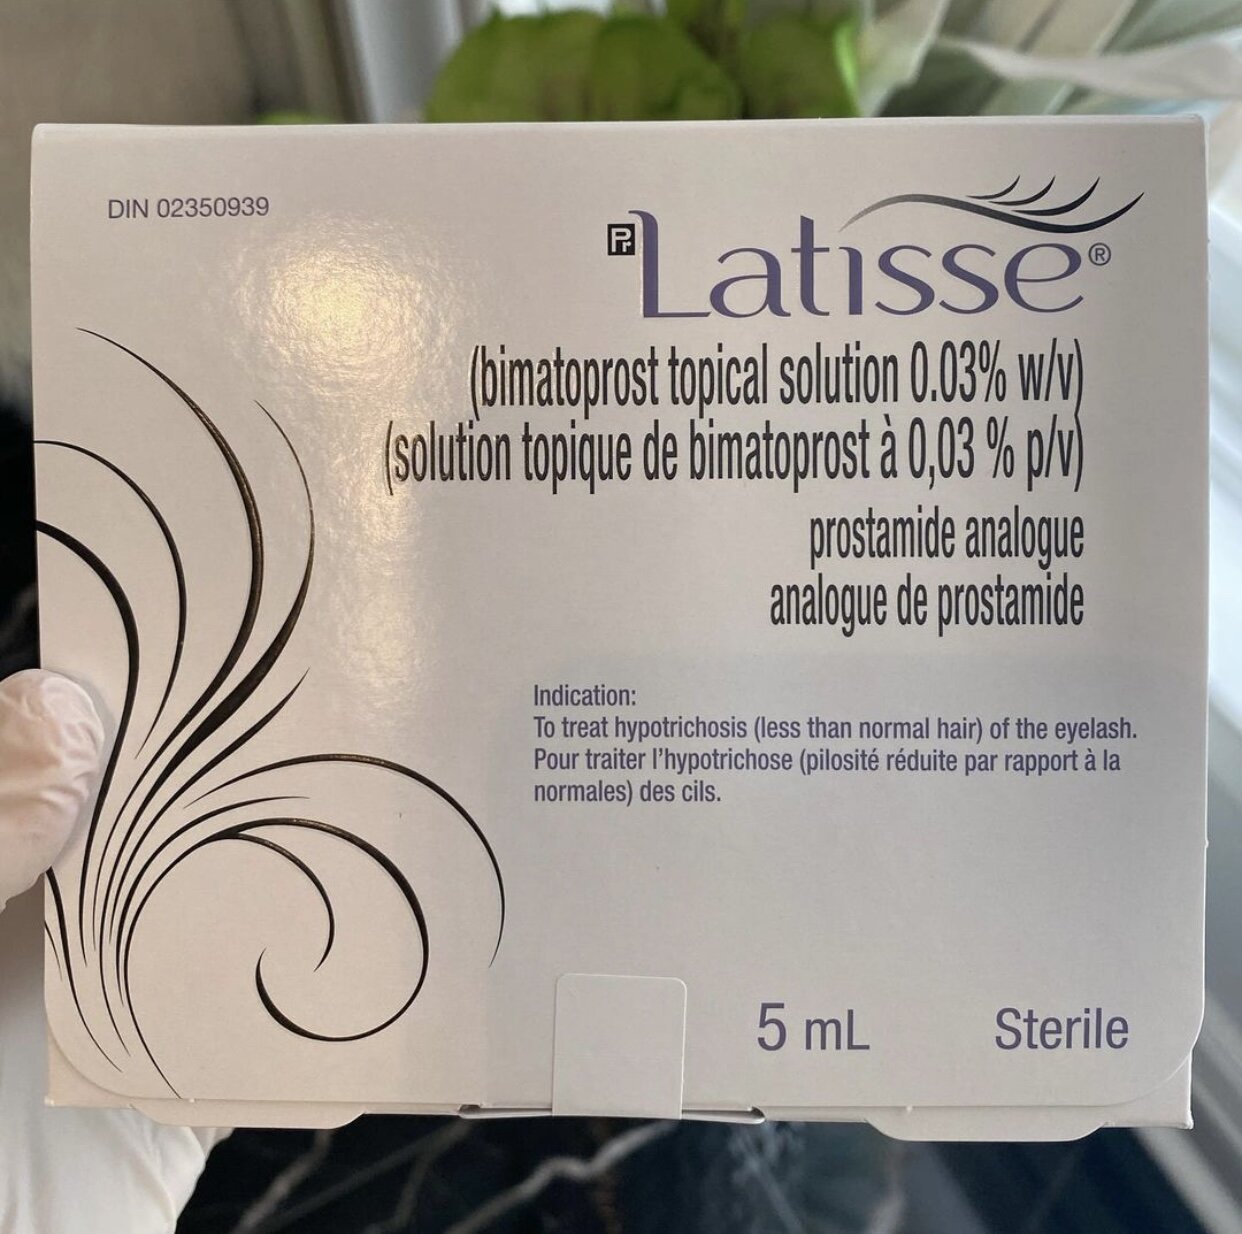 DIN 02350939
Pr Latisse®
(bimatoprost topical solution 0.03% w/v)
(solution topique de bimatoprost à 0,03 % p/v)
prostamide analogue
analogue de prostamide
Indication:
To treat hypotrichosis (less than normal hair) of the eyelash.
Pour traiter l'hypotrichose (pilosité réduite par rapport à la
normales) des cils.
5 mL Sterile